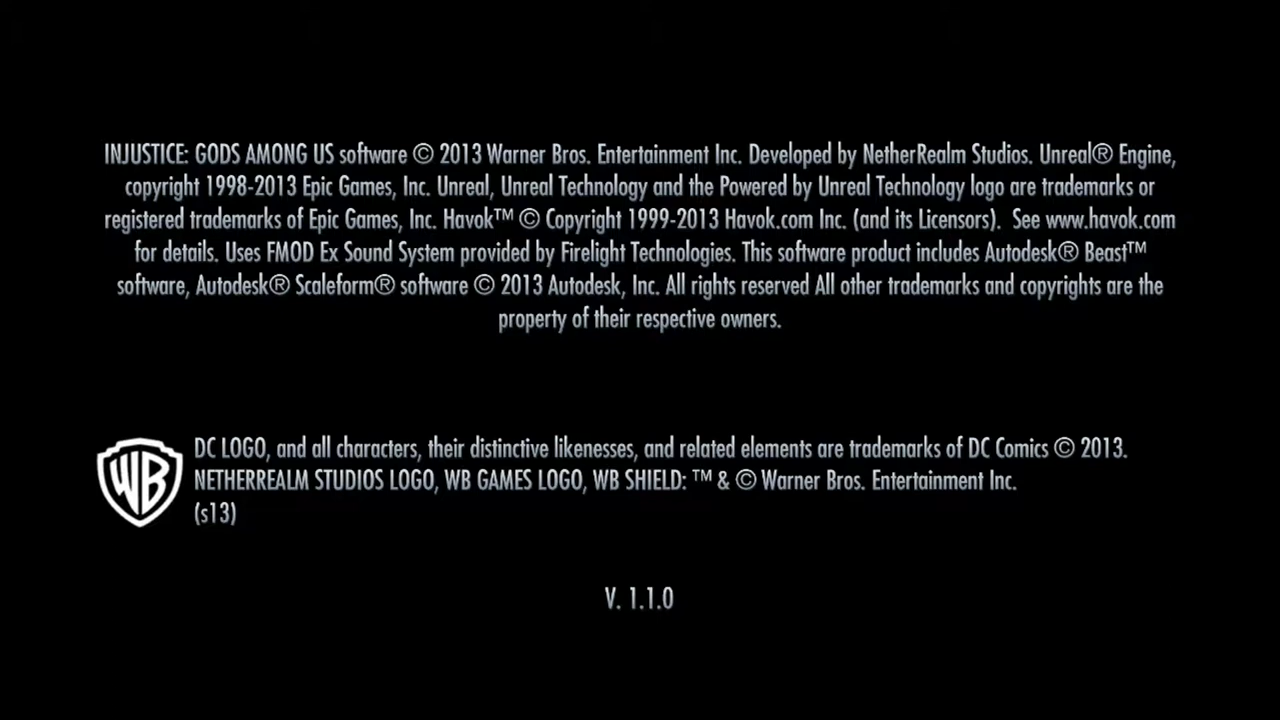 INJUSTICE: GODS AMONG US software © 2013 Warner Bros. Entertainment Inc. Developed by NetherRealm Studios. Unreal® Engine,
copyright 1998-2013 Epic Games, Inc. Unreal, Unreal Technology and the Powered by Unreal Technology logo are trademarks or
registered trademarks of Epic Games, Inc. Havok™ © Copyright 1999-2013 Havok.com Inc. (and its Licensors). See www.havok.com
for details. Uses FMOD Ex Sound System provided by Firelight Technologies. This software product includes Autodesk® Beast™
software, Autodesk® Scaleform® software © 2013 Autodesk, Inc. All rights reserved All other trademarks and copyrights are the
property of their respective owners.
WB
DC LOGO, and all characters, their distinctive likenesses, and related elements are trademarks of DC Comics © 2013.
NETHERREALM STUDIOS LOGO, WB GAMES LOGO, WB SHIELD: ™ & © Warner Bros. Entertainment Inc.
(s13)
V. 1.1.0